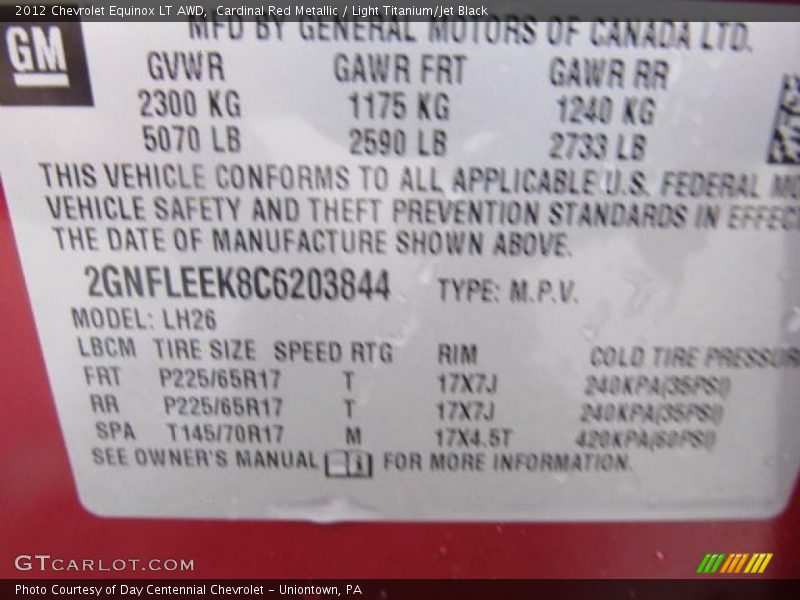 2012 Chevrolet Equinox LT AWD, Cardinal Red Metallic / Light Titanium/Jet Black
MFD BY GENERAL MOTORS OF CANADA LTD.
GM
GVWR GAWR FRT GAWR RR
2300 KG 1175 KG 1240 KG
5070 LB 2590 LB 2733 LB
THIS VEHICLE CONFORMS TO ALL APPLICABLE U.S. FEDERAL MO
VEHICLE SAFETY AND THEFT PREVENTION STANDARDS IN EFFEC
THE DATE OF MANUFACTURE SHOWN ABOVE.
2GNFLEEK8C6203844 TYPE: M.P.V.
MODEL: LH26
LBCM TIRE SIZE SPEED RTG RIM COLD TIRE PRESSUR
FRT P225/65R17 T 17X7J 240KPA(35PSI)
RR P225/65R17 T 17X7J 240KPA(35PSI)
SPA T145/70R17 M 17X4.5T 420KPA(60PSI)
SEE OWNER'S MANUAL FOR MORE INFORMATION.
GTCARLOT.COM
Photo Courtesy of Day Centennial Chevrolet - Uniontown, PA